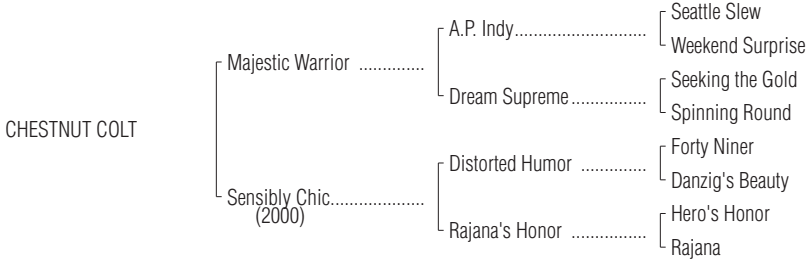 Seattle Slew
A.P. Indy..............................
Weekend Surprise
Majestic Warrior ...............
Seeking the Gold
Dream Supreme.................
Spinning Round
CHESTNUT COLT
Forty Niner
Distorted Humor ...............
Danzig's Beauty
Sensibly Chic.....................
(2000)
Hero's Honor
Rajana's Honor .................
Rajana